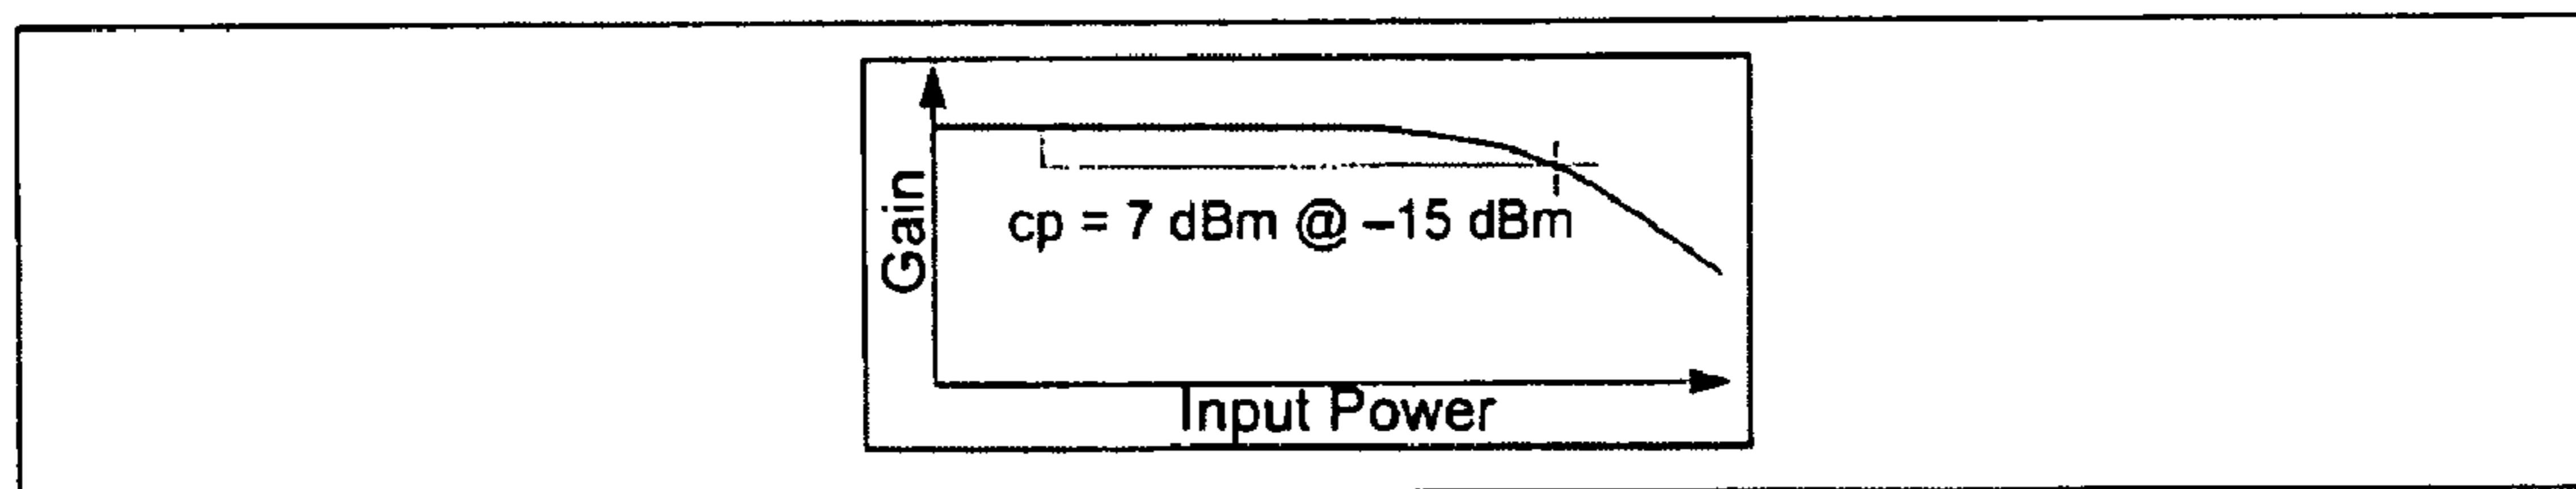 Gain
cp = 7 dBm @ –15 dBm
Input Power